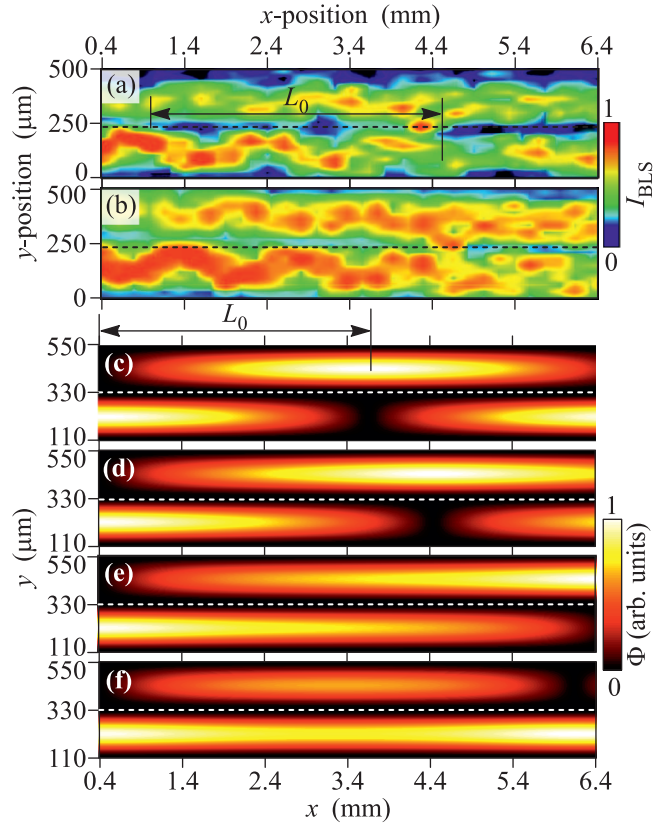 x-position (mm)
0.4 1.4 2.4 3.4 4.4 5.4 6.4
500
(a)
L0
250
0
1
IBLS
0
y-position (μm)
500
(b)
250
0
L0
550
(c)
330
110
550
(d)
330
110
1
Φ (arb. units)
0
y (μm)
550
(e)
330
110
550
(f)
330
110
0.4 1.4 2.4 3.4 4.4 5.4 6.4
x (mm)